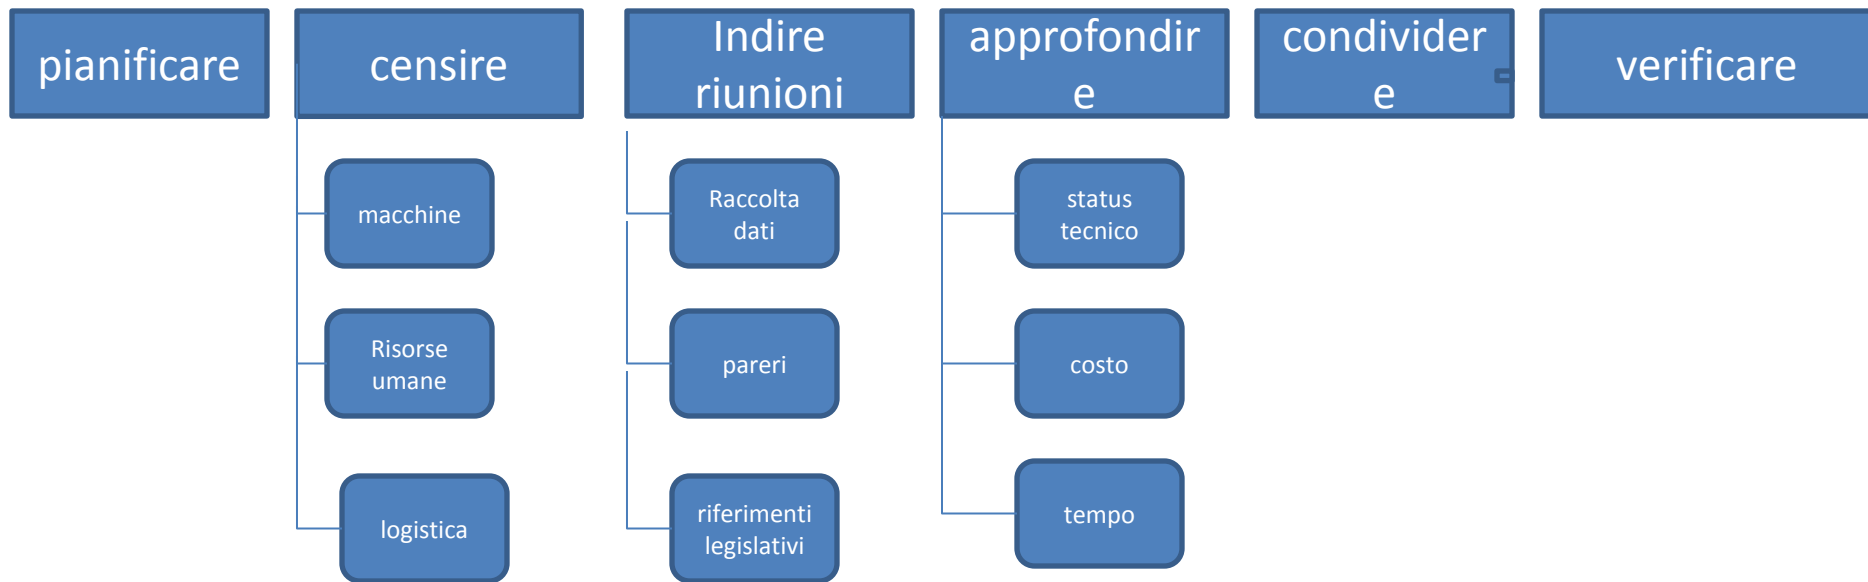 pianificare
censire
Indire
riunioni
approfondir
e
condivider
e
verificare
macchine
Risorse
umane
logistica
Raccolta
dati
pareri
riferimenti
legislativi
status
tecnico
costo
tempo